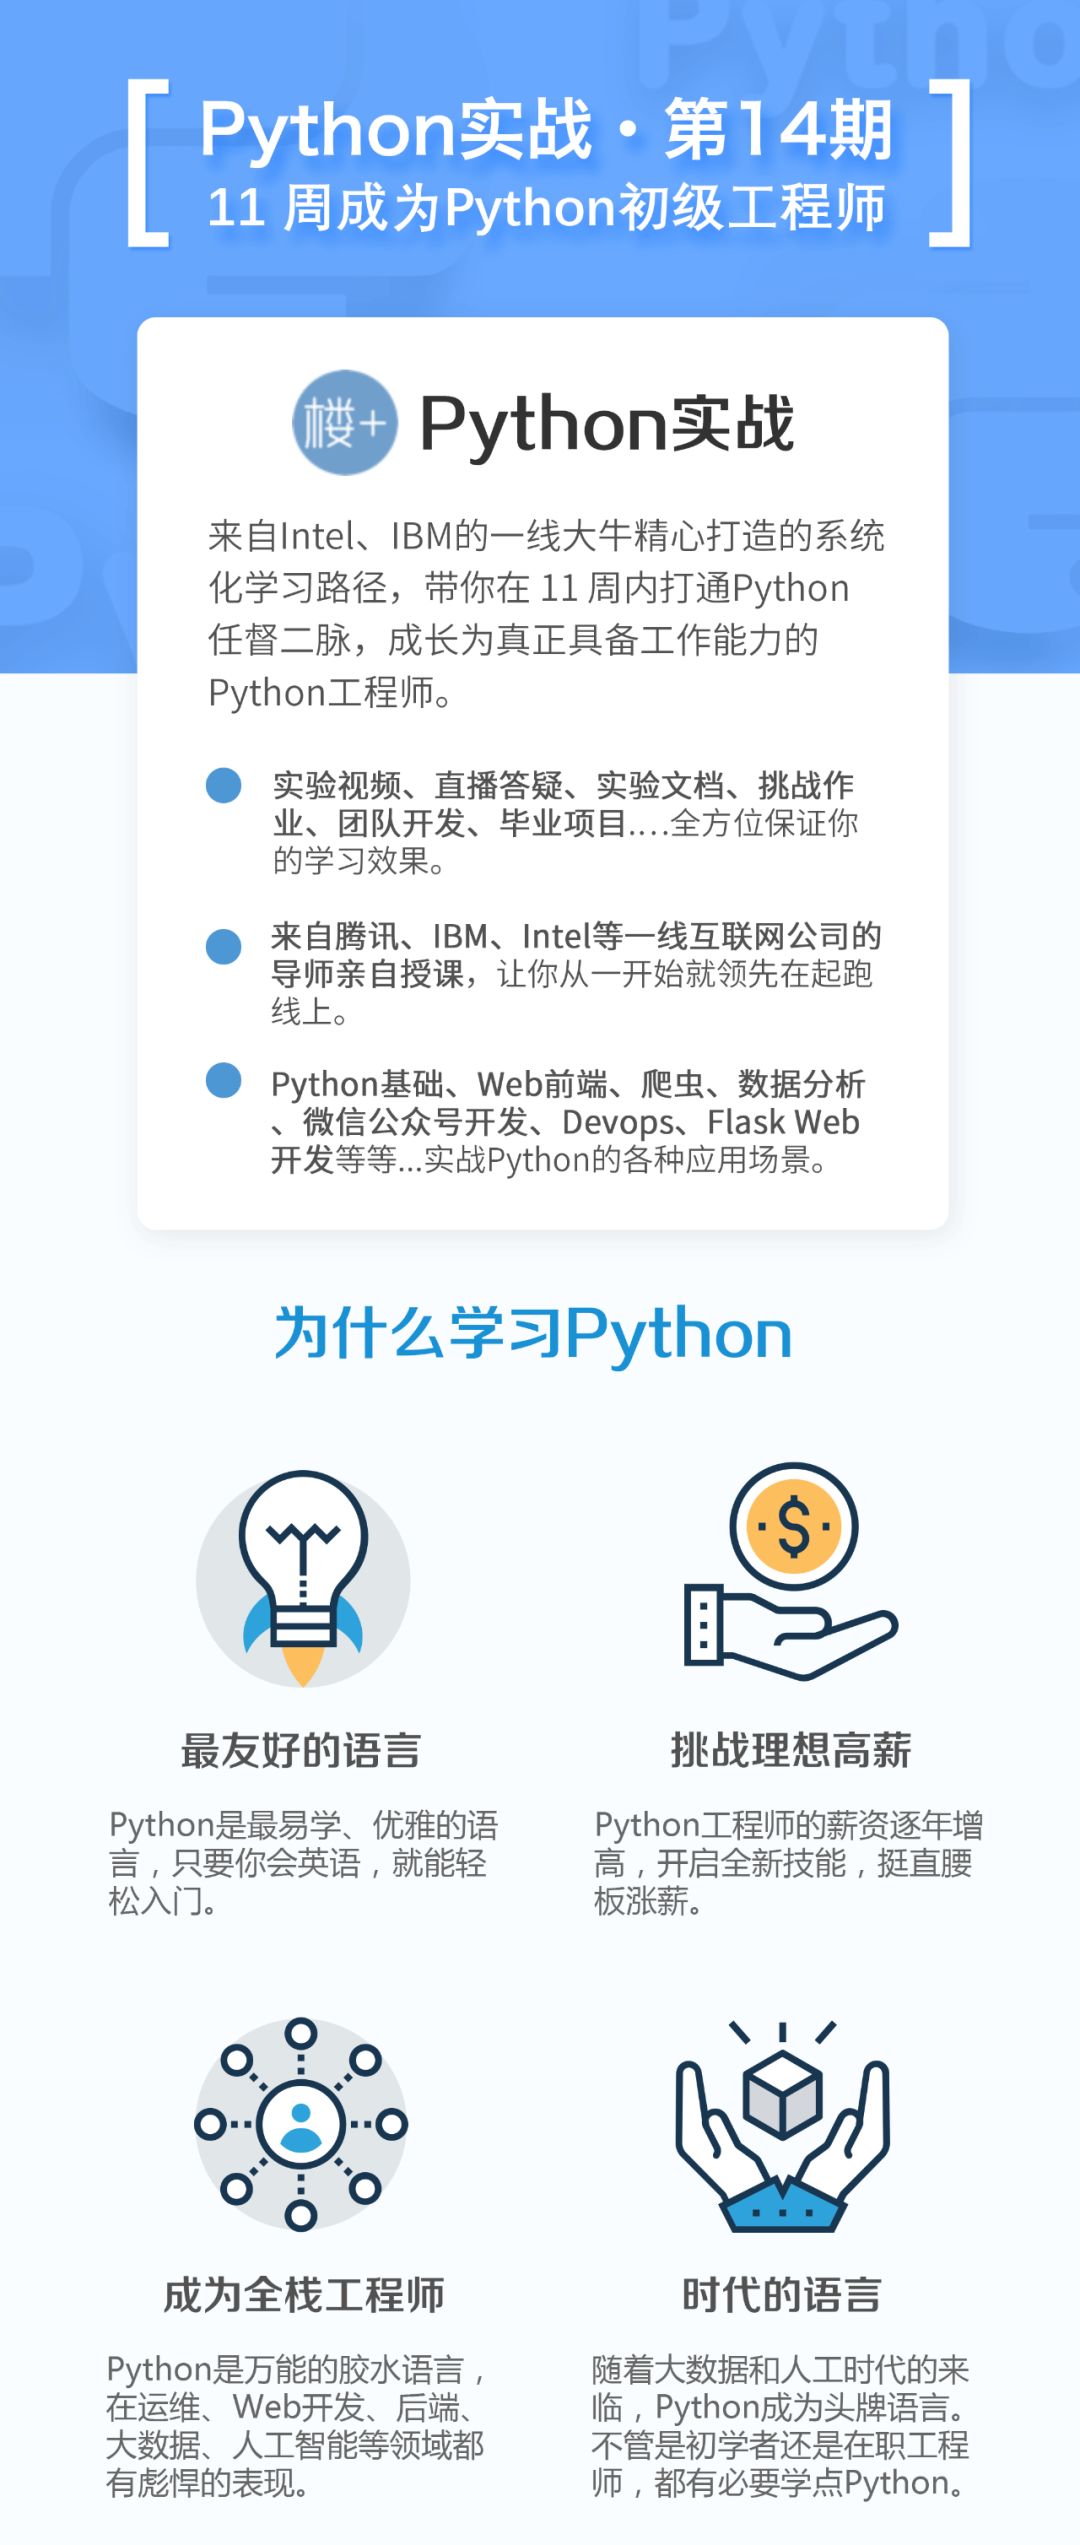 Python实战·第14期
11 周成为Python初级工程师
楼+ Python实战
来自Intel、IBM的一线大牛精心打造的系统
化学习路径，带你在 11 周内打通Python
任督二脉，成长为真正具备工作能力的
Python工程师。
实验视频、直播答疑、实验文档、挑战作
业、团队开发、毕业项目....全方位保证你
的学习效果。
来自腾讯、IBM、Intel等一线互联网公司的
导师亲自授课，让你从一开始就领先在起跑
线上。
Python基础、Web前端、爬虫、数据分析
、微信公众号开发、Devops、Flask Web
开发等等...实战Python的各种应用场景。
为什么学习Python
最友好的语言
Python是最易学、优雅的语
言，只要你会英语，就能轻
松入门。
挑战理想高薪
Python工程师的薪资逐年增
高，开启全新技能，挺直腰
板涨薪。
成为全栈工程师
Python是万能的胶水语言，
在运维、Web开发、后端、
大数据、人工智能等领域都
有彪悍的表现。
时代的语言
随着大数据和人工时代的来
临，Python成为头牌语言。
不管是初学者还是在职工程
师，都有必要学点Python。